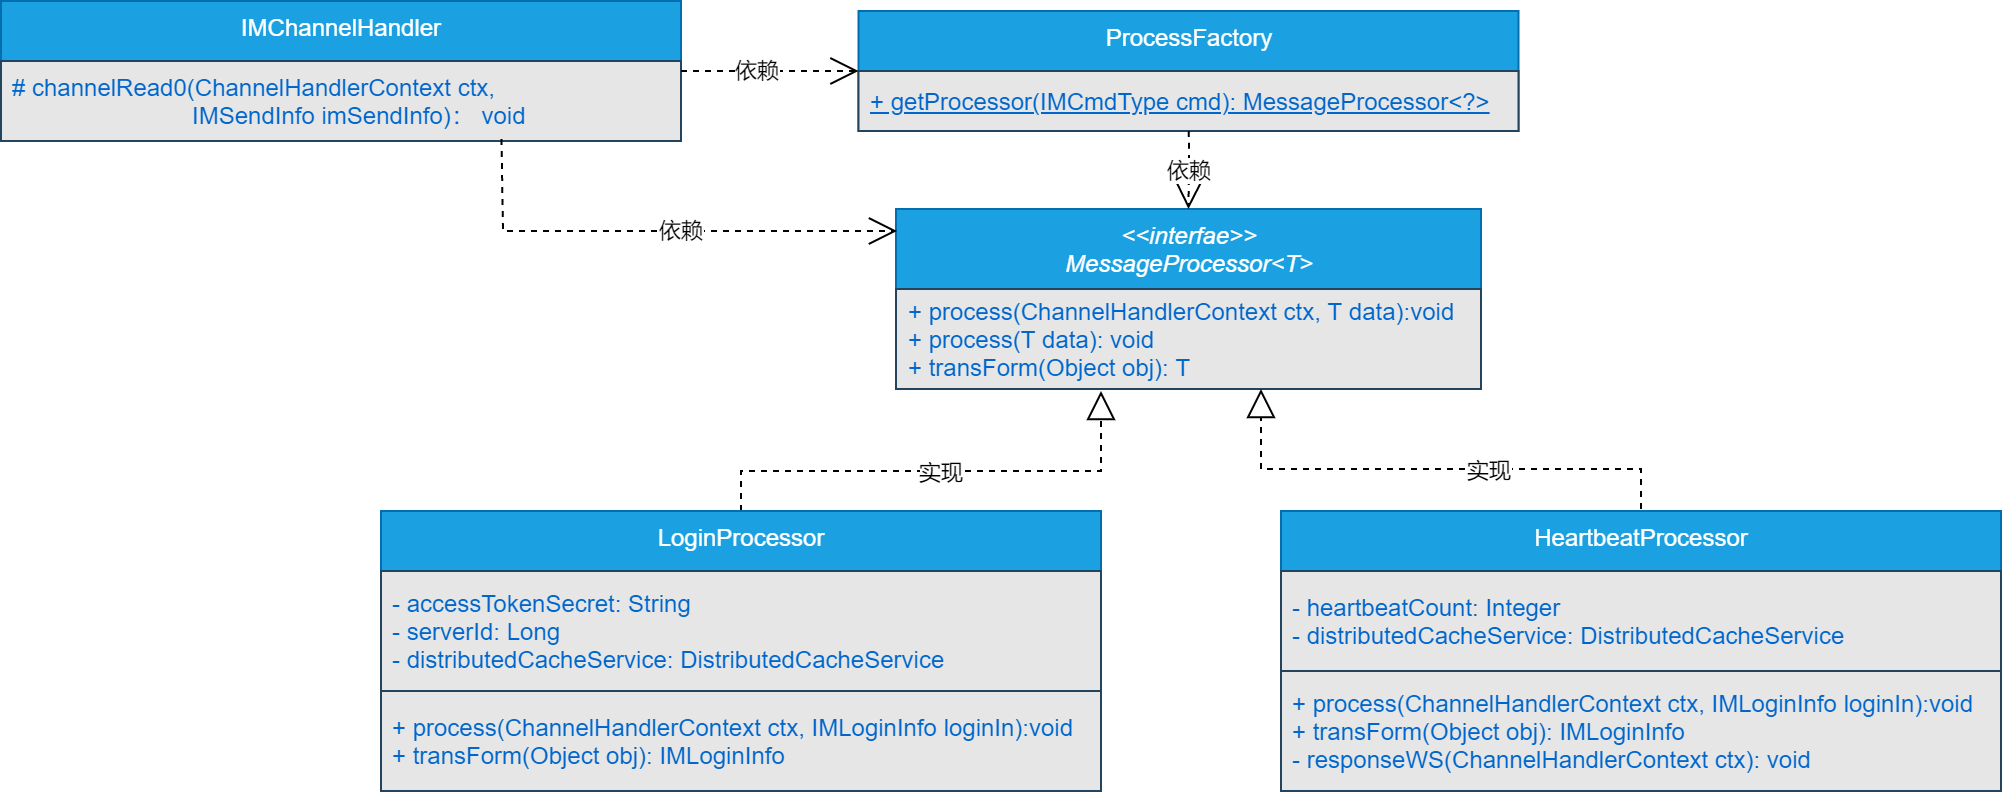 IMChannelHandler
# channelRead0(ChannelHandlerContext ctx,
IMSendInfo imSendInfo)： void
依赖
ProcessFactory
+ getProcessor(IMCmdType cmd): MessageProcessor<?>
依赖
依赖
<<interfae>>
MessageProcessor<T>
+ process(ChannelHandlerContext ctx, T data):void
+ process(T data): void
+ transForm(Object obj): T
实现
实现
LoginProcessor
- accessTokenSecret: String
- serverId: Long
- distributedCacheService: DistributedCacheService
+ process(ChannelHandlerContext ctx, IMLoginInfo loginIn):void
+ transForm(Object obj): IMLoginInfo
HeartbeatProcessor
- heartbeatCount: Integer
- distributedCacheService: DistributedCacheService
+ process(ChannelHandlerContext ctx, IMLoginInfo loginIn):void
+ transForm(Object obj): IMLoginInfo
- responseWS(ChannelHandlerContext ctx): void